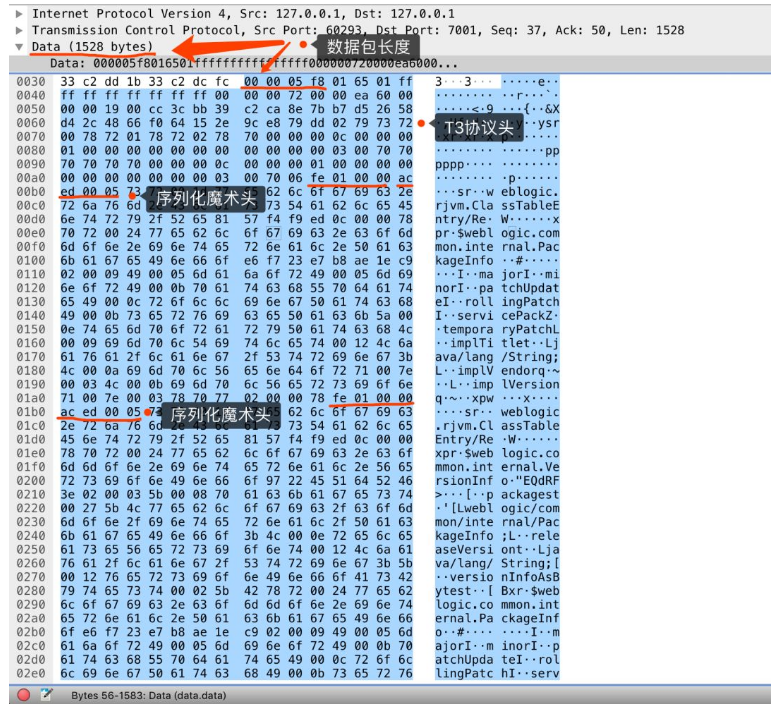 Internet Protocol Version 4, Src: 127.0.0.1, Dst: 127.0.0.1
Transmission Control Protocol, Src Port: 60293, Dst Port: 7001, Seq: 37, Ack: 50, Len: 1528
Data (1528 bytes)
数据包长度
Data: 000005f8016501ffffffffffffffffff000000720000ea6000...
0030 33 c2 dd 1b 33 c2 dc fc 00 00 05 f8 01 65 01 ff 3···3··· ·····e··
0040 ff ff ff ff ff ff ff ff 00 00 00 72 00 00 ea 60 ········ ···r···`
0050 00 00 19 00 cc 3c bb 39 c2 ca 8e 7b b7 d5 26 58 ·····<·9 ···{··&X
0060 d4 2c 48 66 f0 64 15 2e 9c e8 79 dd 02 79 73 72 ysr
T3协议头
0070 00 78 72 01 78 72 02 78 70 00 00 00 0c 00 00 00
0080 01 00 00 00 00 00 00 00 00 00 00 00 03 00 70 70 pp
0090 70 70 70 70 00 00 00 0c 00 00 00 01 00 00 00 00 pppp···· ········
00a0 00 00 00 00 00 00 00 03 00 70 06 fe 01 00 00 ac ········ ·p······
00b0 ed 00 05 73 62 6c 6f 67 69 63 2e ···sr··w eblogic.
序列化魔术头
00c0 72 6a 76 6d 73 54 61 62 6c 65 45 rjvm.Cla ssTableE
00d0 6e 74 72 79 2f 52 65 81 57 f4 f9 ed 0c 00 00 78 ntry/Re· W······x
00e0 70 72 00 24 77 65 62 6c 6f 67 69 63 2e 63 6f 6d pr·$webl ogic.com
00f0 6d 6f 6e 2e 69 6e 74 65 72 6e 61 6c 2e 50 61 63 mon.inte rnal.Pac
0100 6b 61 67 65 49 6e 66 6f e6 f7 23 e7 b8 ae 1e c9 kageInfo ··#·····
0110 02 00 09 49 00 05 6d 61 6a 6f 72 49 00 05 6d 69 ···I··ma jorI··mi
0120 6e 6f 72 49 00 0b 70 61 74 63 68 55 70 64 61 74 norI··pa tchUpdat
0130 65 49 00 0c 72 6f 6c 6c 69 6e 67 50 61 74 63 68 eI··roll ingPatch
0140 49 00 0b 73 65 72 76 69 63 65 50 61 63 6b 5a 00 I··servi cePackZ·
0150 0e 74 65 6d 70 6f 72 61 72 79 50 61 74 63 68 4c ·tempora ryPatchL
0160 00 09 69 6d 70 6c 54 69 74 6c 65 74 00 12 4c 6a ··implTi tlet··Lj
0170 61 76 61 2f 6c 61 6e 67 2f 53 74 72 69 6e 67 3b ava/lang /String;
0180 4c 00 0a 69 6d 70 6c 56 65 6e 64 6f 72 71 00 7e L··implV endorq·~
0190 00 03 4c 00 0b 69 6d 70 6c 56 65 72 73 69 6f 6e ··L··imp lVersion
01a0 71 00 7e 00 03 78 70 77 02 00 00 78 fe 01 00 00 q·~··xpw ···x····
01b0 ac ed 00 05 62 6c 6f 67 69 63 ····sr·· weblogic
序列化魔术头
01c0 2e 72 6a 76 6d 73 54 61 62 6c 65 .rjvm.Cl assTable
01d0 45 6e 74 72 79 2f 52 65 81 57 f4 f9 ed 0c 00 00 Entry/Re ·W······
01e0 78 70 72 00 24 77 65 62 6c 6f 67 69 63 2e 63 6f xpr·$web logic.co
01f0 6d 6d 6f 6e 2e 69 6e 74 65 72 6e 61 6c 2e 56 65 mmon.int ernal.Ve
0200 72 73 69 6f 6e 49 6e 66 6f 97 22 45 51 64 52 46 rsionInf o·"EQdRF
0210 3e 02 00 03 5b 00 08 70 61 63 6b 61 67 65 73 74 >···[··p ackagest
0220 00 27 5b 4c 77 65 62 6c 6f 67 69 63 2f 63 6f 6d ·'[Lwebl ogic/com
0230 6d 6f 6e 2f 69 6e 74 65 72 6e 61 6c 2f 50 61 63 mon/inte rnal/Pac
0240 6b 61 67 65 49 6e 66 6f 3b 4c 00 0e 72 65 6c 65 kageInfo ;L··rele
0250 61 73 65 56 65 72 73 69 6f 6e 74 00 12 4c 6a 61 aseVersi ont··Lja
0260 76 61 2f 6c 61 6e 67 2f 53 74 72 69 6e 67 3b 5b va/lang/ String;[
0270 00 12 76 65 72 73 69 6f 6e 49 6e 66 6f 41 73 42 ··versio nInfoAsB
0280 79 74 65 73 74 00 02 5b 42 78 72 00 24 77 65 62 ytest··[ Bxr·$web
0290 6c 6f 67 69 63 2e 63 6f 6d 6d 6f 6e 2e 69 6e 74 logic.co mmon.int
02a0 65 72 6e 61 6c 2e 50 61 63 6b 61 67 65 49 6e 66 ernal.Pa ckageInf
02b0 6f e6 f7 23 e7 b8 ae 1e c9 02 00 09 49 00 05 6d o··#···· ····I··m
02c0 61 6a 6f 72 49 00 05 6d 69 6e 6f 72 49 00 0b 70 ajorI··m inorI··p
02d0 61 74 63 68 55 70 64 61 74 65 49 00 0c 72 6f 6c atchUpda teI··rol
02e0 6c 69 6e 67 50 61 74 63 68 49 00 0b 73 65 72 76 lingPatc hI··serv
Bytes 56-1583: Data (data.data)